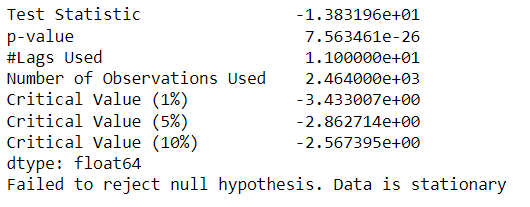 Test Statistic -1.383196e+01
p-value 7.563461e-26
#Lags Used 1.100000e+01
Number of Observations Used 2.464000e+03
Critical Value (1%) -3.433007e+00
Critical Value (5%) -2.862714e+00
Critical Value (10%) -2.567395e+00
dtype: float64
Failed to reject null hypothesis. Data is stationary